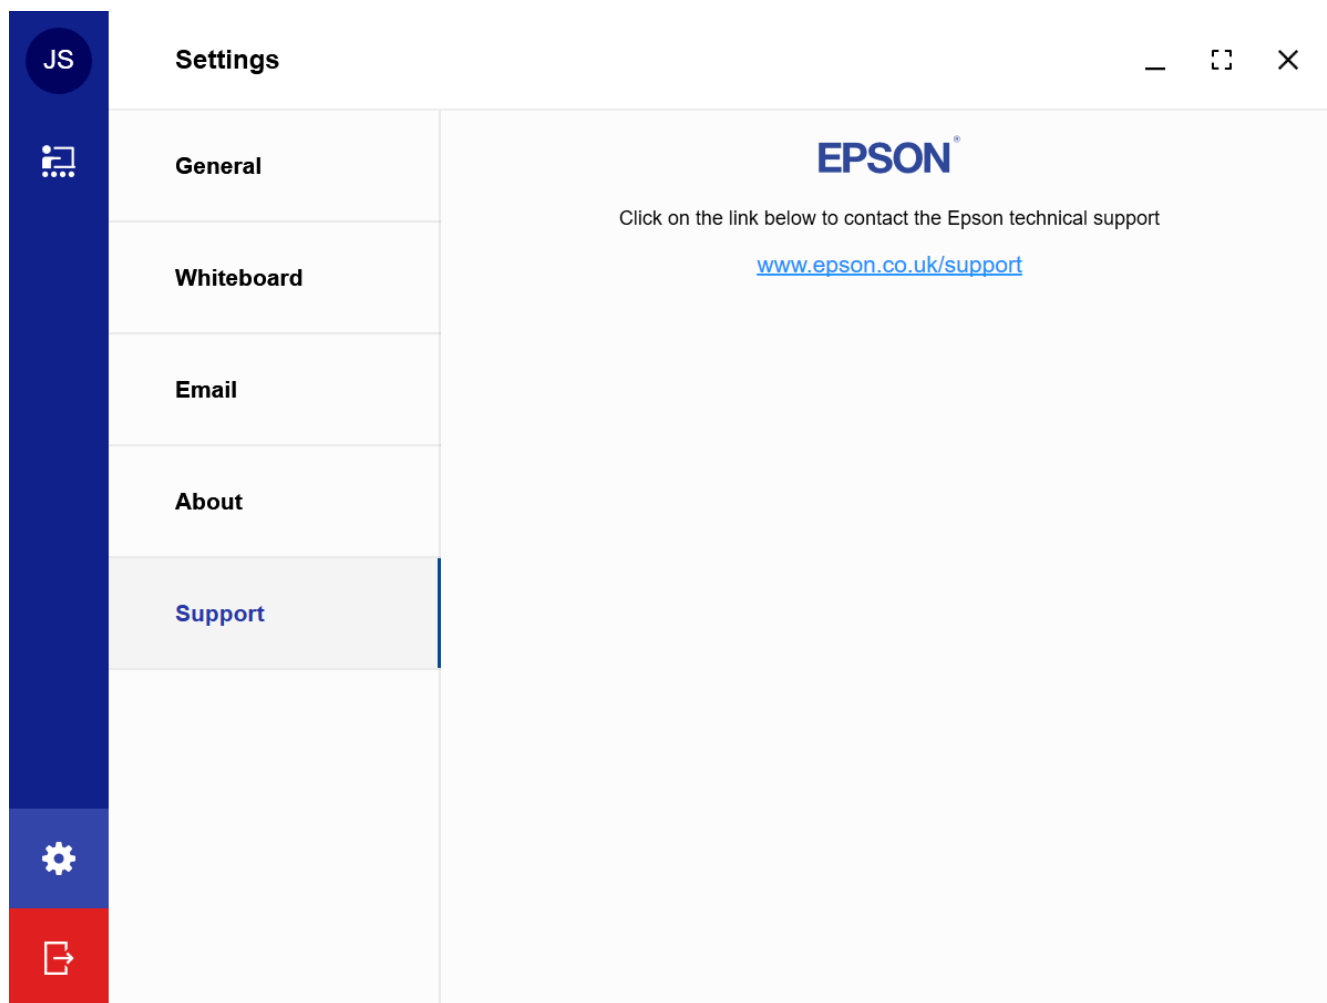 JS
Settings
General
Whiteboard
Email
About
Support
EPSON®
Click on the link below to contact the Epson technical support
www.epson.co.uk/support